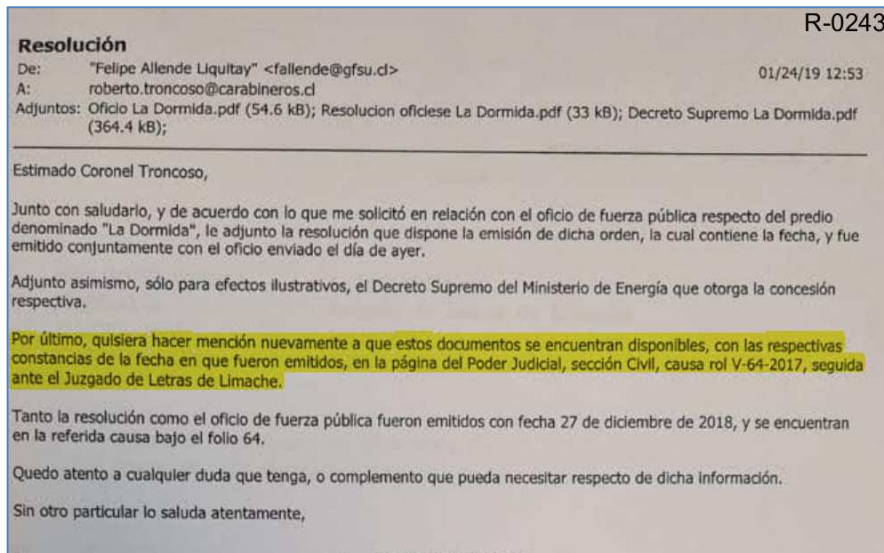 R-0243
Resolución
De: "Felipe Allende Liquitay" <fallende@gfsu.cl> 01/24/19 12:53
A: roberto.troncoso@carabineros.cl
Adjuntos: Oficio La Dormida.pdf (54.6 kB); Resolucion oficiese La Dormida.pdf (33 kB); Decreto Supremo La Dormida.pdf
(364.4 kB);
Estimado Coronel Troncoso,
Junto con saludarlo, y de acuerdo con lo que me solicitó en relación con el oficio de fuerza pública respecto del predio
denominado "La Dormida", le adjunto la resolución que dispone la emisión de dicha orden, la cual contiene la fecha, y fue
emitido conjuntamente con el oficio enviado el día de ayer.
Adjunto asimismo, sólo para efectos ilustrativos, el Decreto Supremo del Ministerio de Energía que otorga la concesión
respectiva.
Por último, quisiera hacer mención nuevamente a que estos documentos se encuentran disponibles, con las respectivas
constancias de la fecha en que fueron emitidos, en la página del Poder Judicial, sección Civil, causa rol V-64-2017, seguida
ante el Juzgado de Letras de Limache.
Tanto la resolución como el oficio de fuerza pública fueron emitidos con fecha 27 de diciembre de 2018, y se encuentran
en la referida causa bajo el folio 64.
Quedo atento a cualquier duda que tenga, o complemento que pueda necesitar respecto de dicha información.
Sin otro particular lo saluda atentamente,